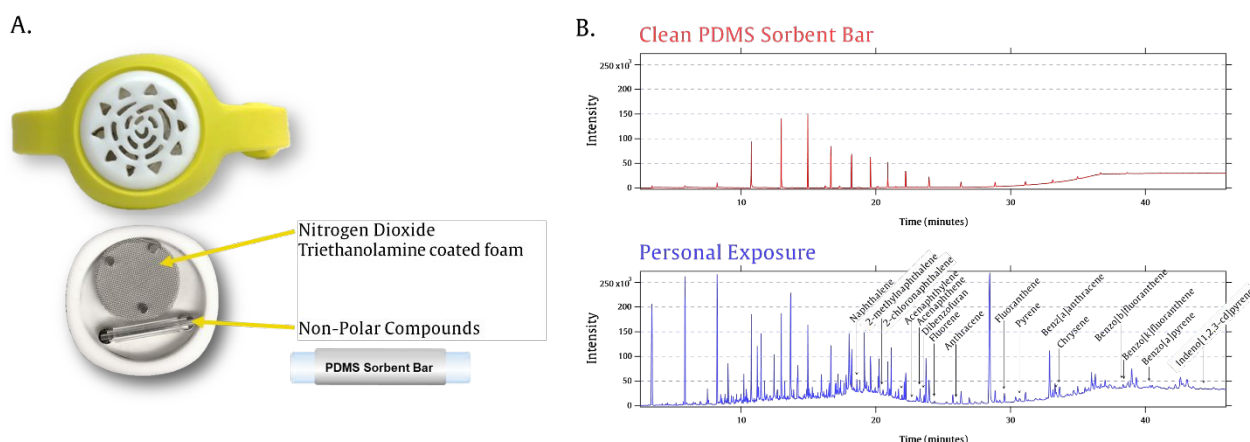 A.
Nitrogen Dioxide
Triethanolamine coated foam
Non-Polar Compounds
PDMS Sorbent Bar
B.
Clean PDMS Sorbent Bar
Intensity
250 x10³
200
150
100
50
0
10
20
30
40
Time (minutes)
Personal Exposure
Intensity
250 x10³
200
150
100
50
0
Naphthalene
2-methylnaphthalene
2-chloronaphthalene
Acenaphthylene
Acenaphthene
Dibenzofuran
Fluorene
Anthracene
Fluoranthene
Pyrene
Benz[a]anthracene
Chrysene
Benzo[b]fluoranthene
Benzo[k]fluoranthene
Benzo[a]pyrene
Indeno[1,2,3-cd]pyrene
10
20
30
40
Time (minutes)